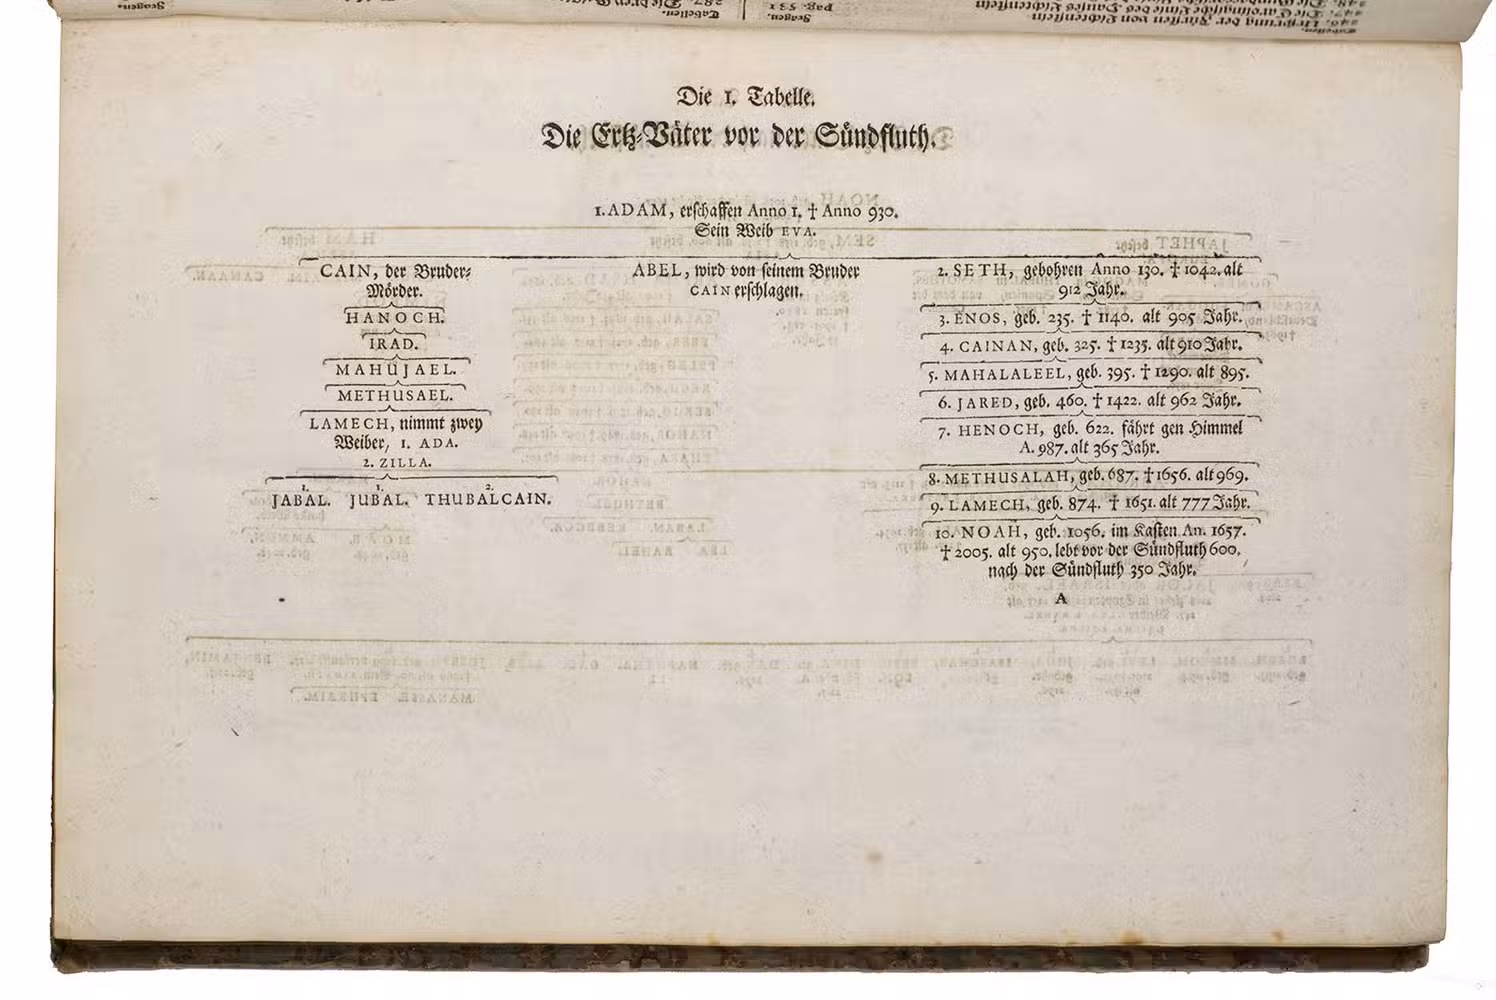 Die 1. Tabelle.
Die Ertz-Väter vor der Sündfluth.
1. ADAM, erschaffen Anno 1. † Anno 930.
Sein Weib EVA.
CAIN, der Bruder-
Mörder.
HANOCH.
IRAD.
MAHUJAEL.
METHUSAEL.
LAMECH, nimmt zwey
Weiber, 1. ADA.
2. ZILLA.
1. 1. 2.
JABAL. JUBAL. THUBALCAIN.
ABEL, wird von seinem Bruder
CAIN erschlagen.
2. SETH, gebohren Anno 130. † 1042. alt
912 Jahr.
3. ENOS, geb. 235. † 1140. alt 905 Jahr.
4. CAINAN, geb. 325. † 1235. alt 910 Jahr.
5. MAHALALEEL, geb. 395. † 1290. alt 895.
6. JARED, geb. 460. † 1422. alt 962 Jahr.
7. HENOCH, geb. 622. fährt gen Himmel
A. 987. alt 365 Jahr.
8. METHUSALAH, geb. 687. † 1656. alt 969.
9. LAMECH, geb. 874. † 1651. alt 777 Jahr.
10. NOAH, geb. 1056. im Kasten An. 1657.
† 2005. alt 950. lebt vor der Sündfluth 600.
nach der Sündfluth 350 Jahr.
A